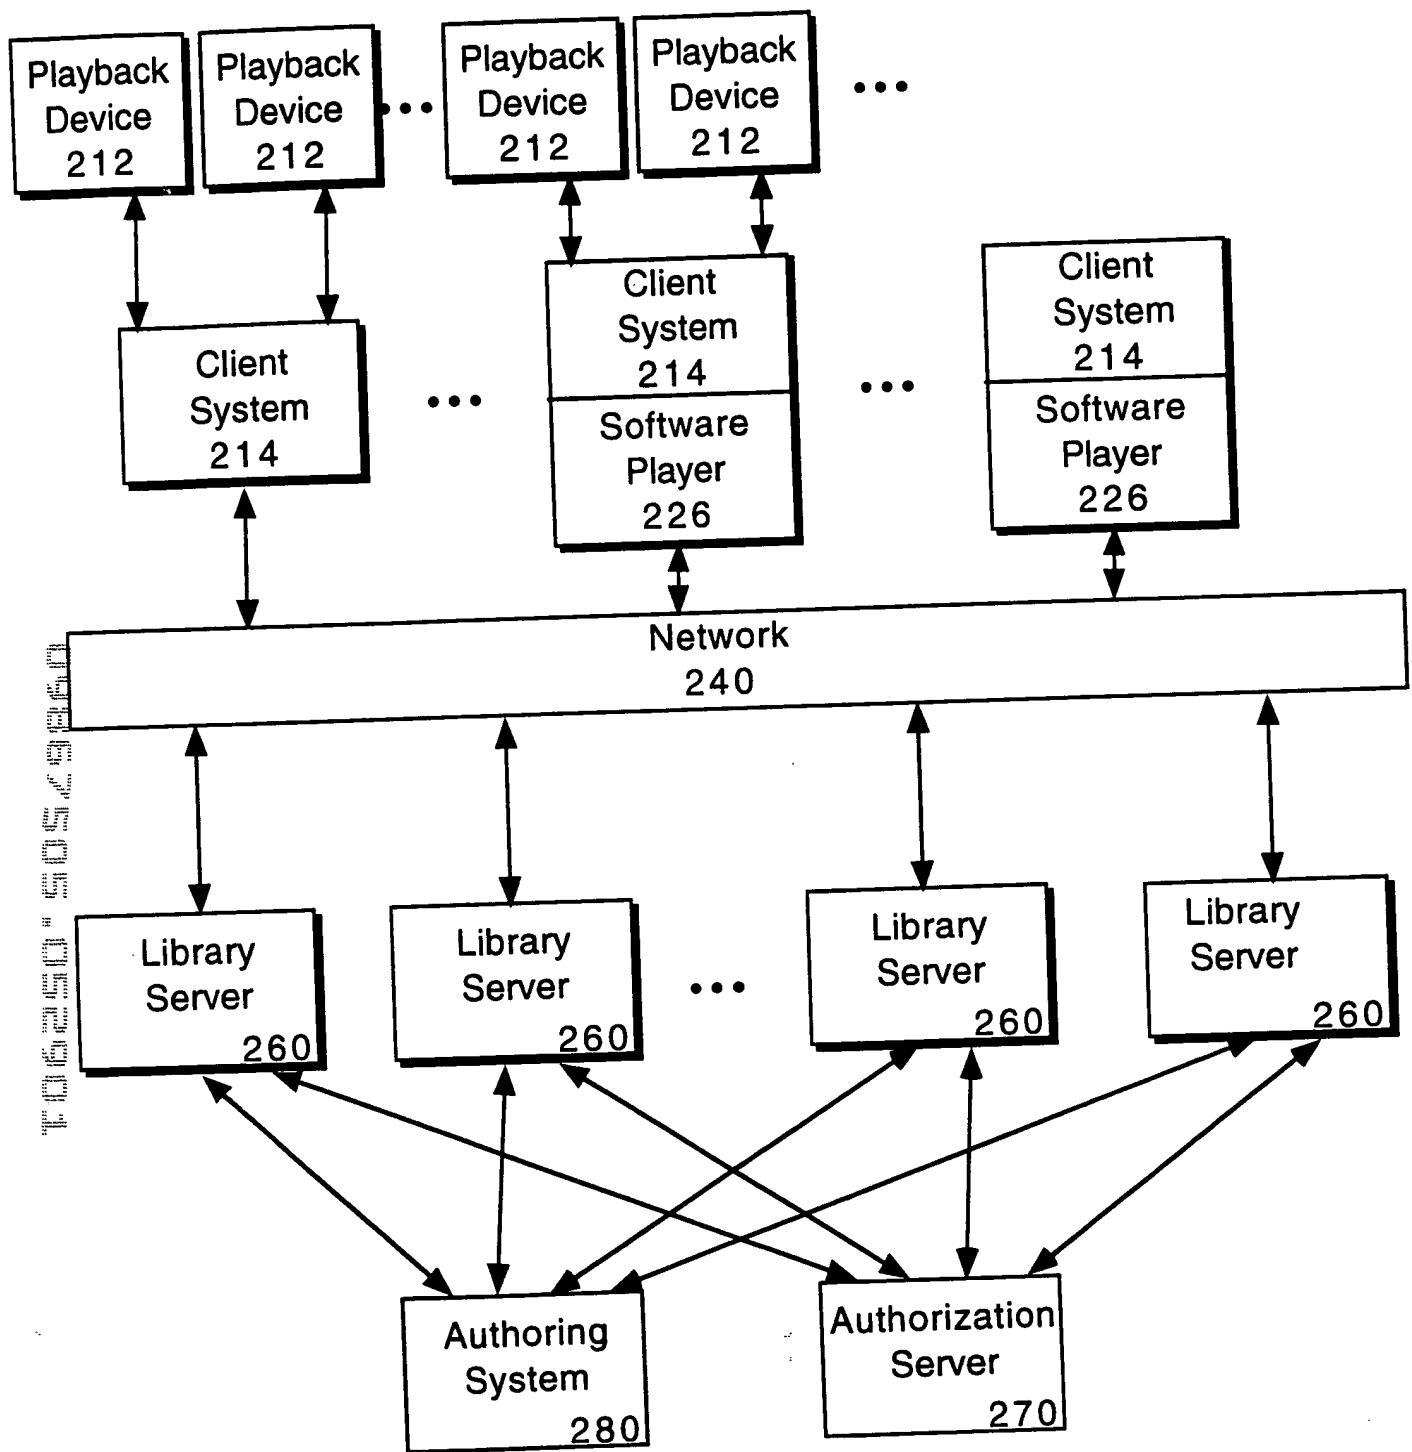 Playback
Device
212
Playback
Device
212
...
Playback
Device
212
Playback
Device
212
...
Client
System
214
...
Client
System
214
Software
Player
226
...
Client
System
214
Software
Player
226
Network
240
Library
Server
260
Library
Server
260
...
Library
Server
260
Library
Server
260
Authoring
System
280
Authorization
Server
270
09867505.052901